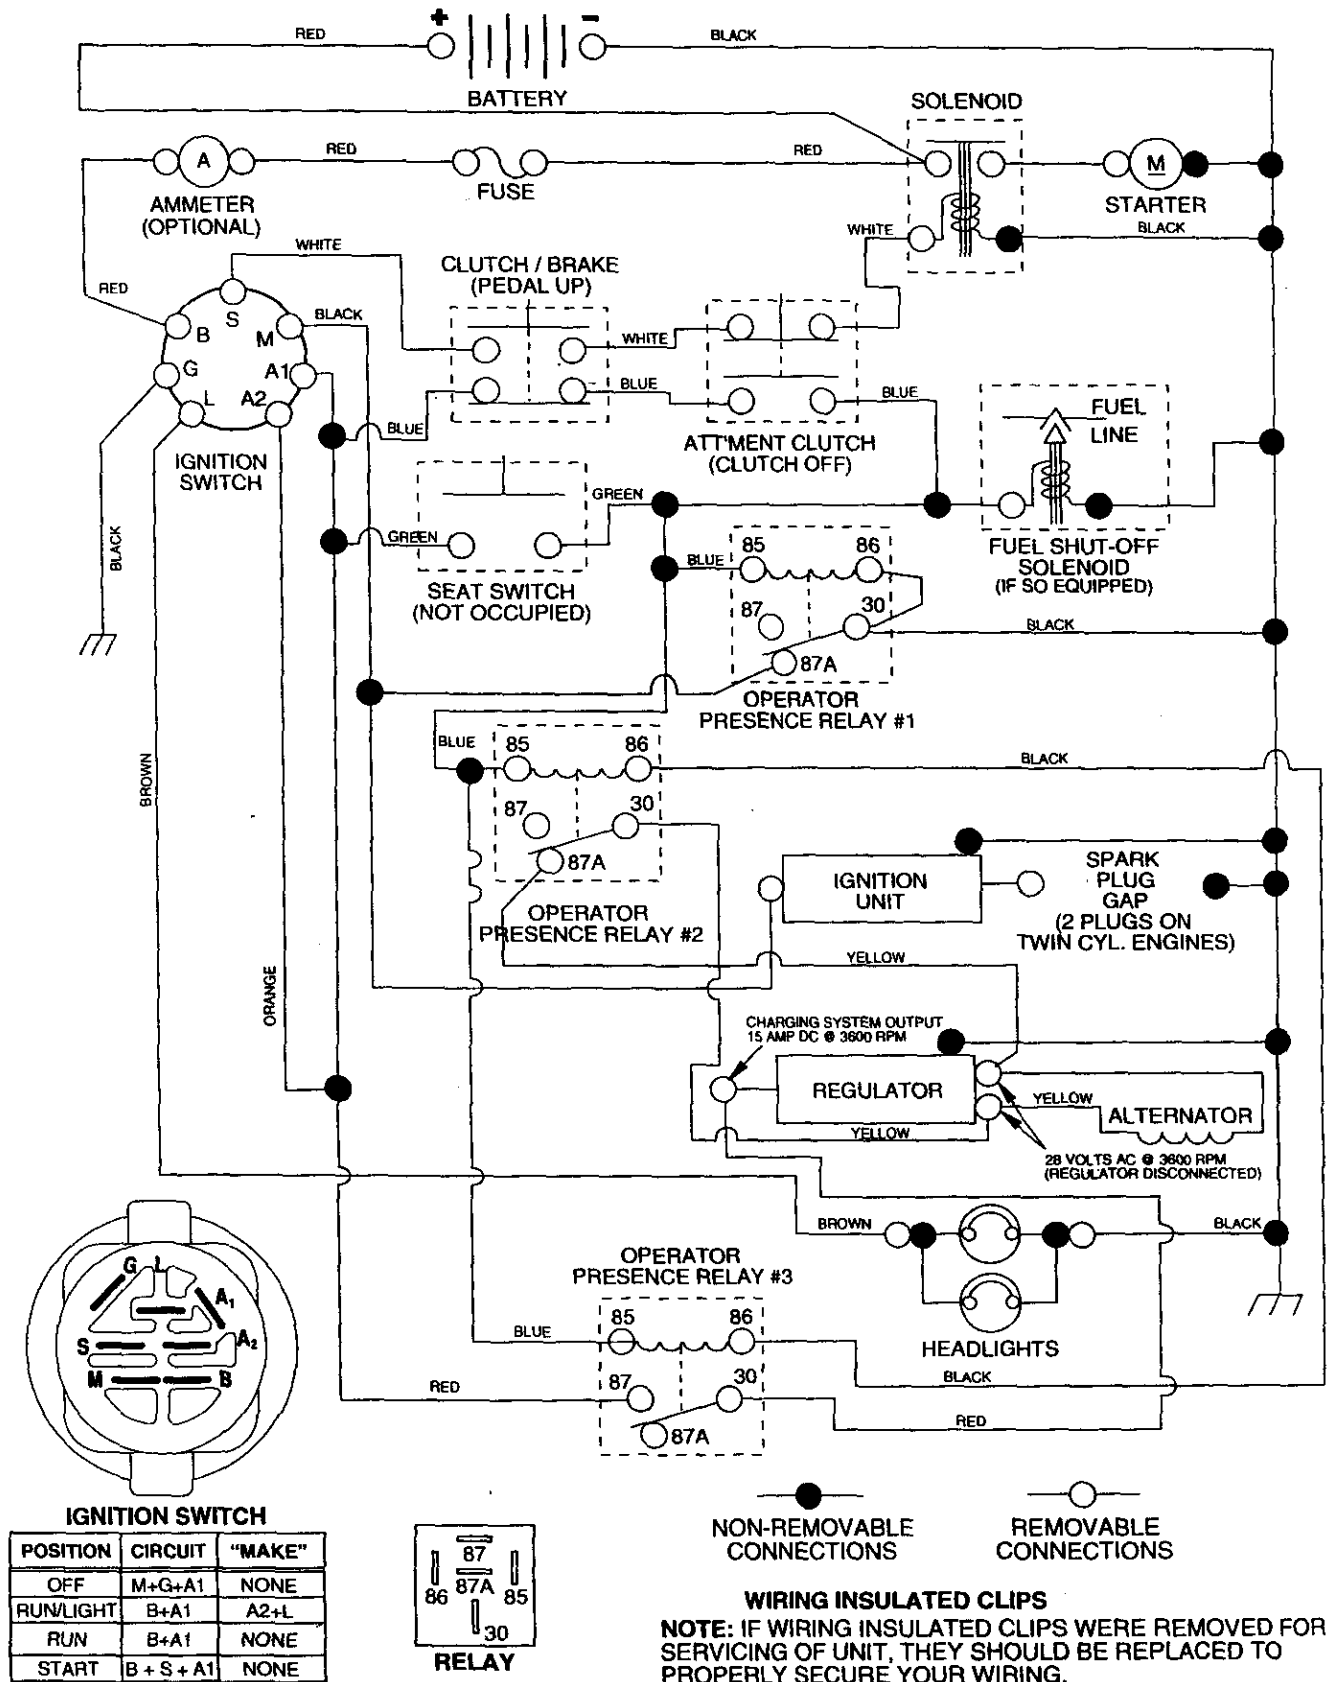 RED
+
-
BLACK
BATTERY
SOLENOID
A
RED
FUSE
RED
M
AMMETER
(OPTIONAL)
STARTER
WHITE
BLACK
WHITE
CLUTCH / BRAKE
(PEDAL UP)
RED
S
BLACK
B
M
WHITE
G
A1
L
A2
BLUE
BLUE
BLUE
FUEL
LINE
ATT'MENT CLUTCH
(CLUTCH OFF)
IGNITION
SWITCH
GREEN
GREEN
BLACK
85
86
BLUE
FUEL SHUT-OFF
SOLENOID
(IF SO EQUIPPED)
SEAT SWITCH
(NOT OCCUPIED)
87
30
BLACK
87A
OPERATOR
PRESENCE RELAY #1
BLUE
85
86
BLACK
BROWN
87
30
87A
IGNITION
UNIT
SPARK
PLUG
GAP
(2 PLUGS ON
TWIN CYL. ENGINES)
OPERATOR
PRESENCE RELAY #2
YELLOW
ORANGE
CHARGING SYSTEM OUTPUT
15 AMP DC @ 3600 RPM
REGULATOR
YELLOW
ALTERNATOR
YELLOW
28 VOLTS AC @ 3600 RPM
(REGULATOR DISCONNECTED)
BROWN
BLACK
OPERATOR
PRESENCE RELAY #3
G
L
A1
S
A2
M
B
BLUE
85
86
HEADLIGHTS
BLACK
RED
87
30
RED
87A
IGNITION SWITCH
POSITION CIRCUIT "MAKE"
OFF M+G+A1 NONE
RUN/LIGHT B+A1 A2+L
RUN B+A1 NONE
START B + S + A1 NONE
87
86 87A 85
30
RELAY
NON-REMOVABLE
CONNECTIONS
REMOVABLE
CONNECTIONS
WIRING INSULATED CLIPS
NOTE: IF WIRING INSULATED CLIPS WERE REMOVED FOR
SERVICING OF UNIT, THEY SHOULD BE REPLACED TO
PROPERLY SECURE YOUR WIRING.